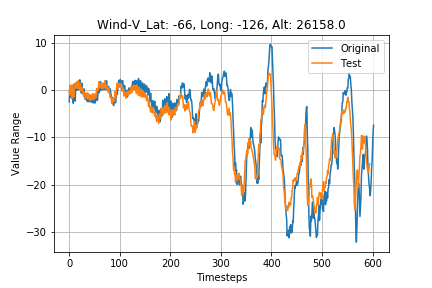 Wind-V_Lat: -66, Long: -126, Alt: 26158.0
Original
Test
10
0
−10
−20
−30
Value Range
0 100 200 300 400 500 600
Timesteps